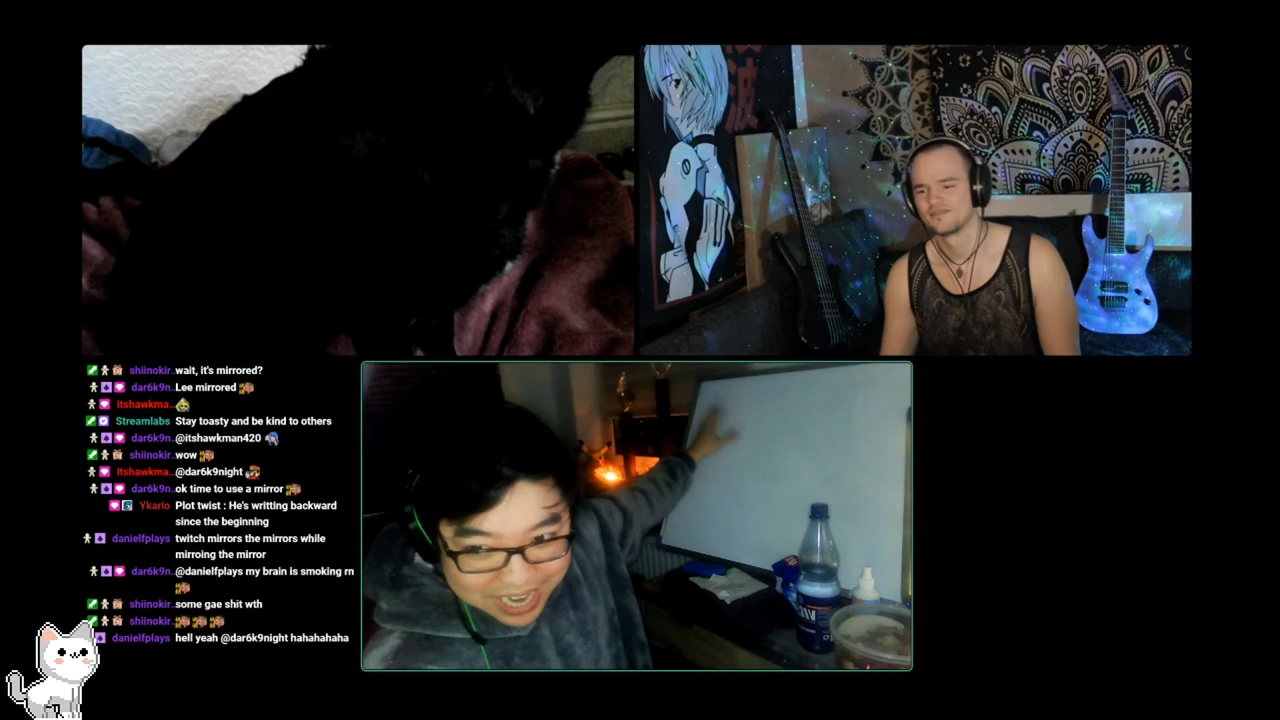 shiinokir.. wait, it's mirrored?
dar6k9n.. Lee mirrored
itshawkma..
Streamlabs Stay toasty and be kind to others
dar6k9n.. @itshawkman420
shiinokir.. wow
itshawkma.. @dar6k9night
dar6k9n.. ok time to use a mirror
Ykario Plot twist : He's writting backward
since the beginning
danielfplays twitch mirrors the mirrors while
mirroing the mirror
dar6k9n.. @danielfplays my brain is smoking rn
shiinokir.. some gae shit wth
shiinokir..
danielfplays hell yeah @dar6k9night hahahahaha